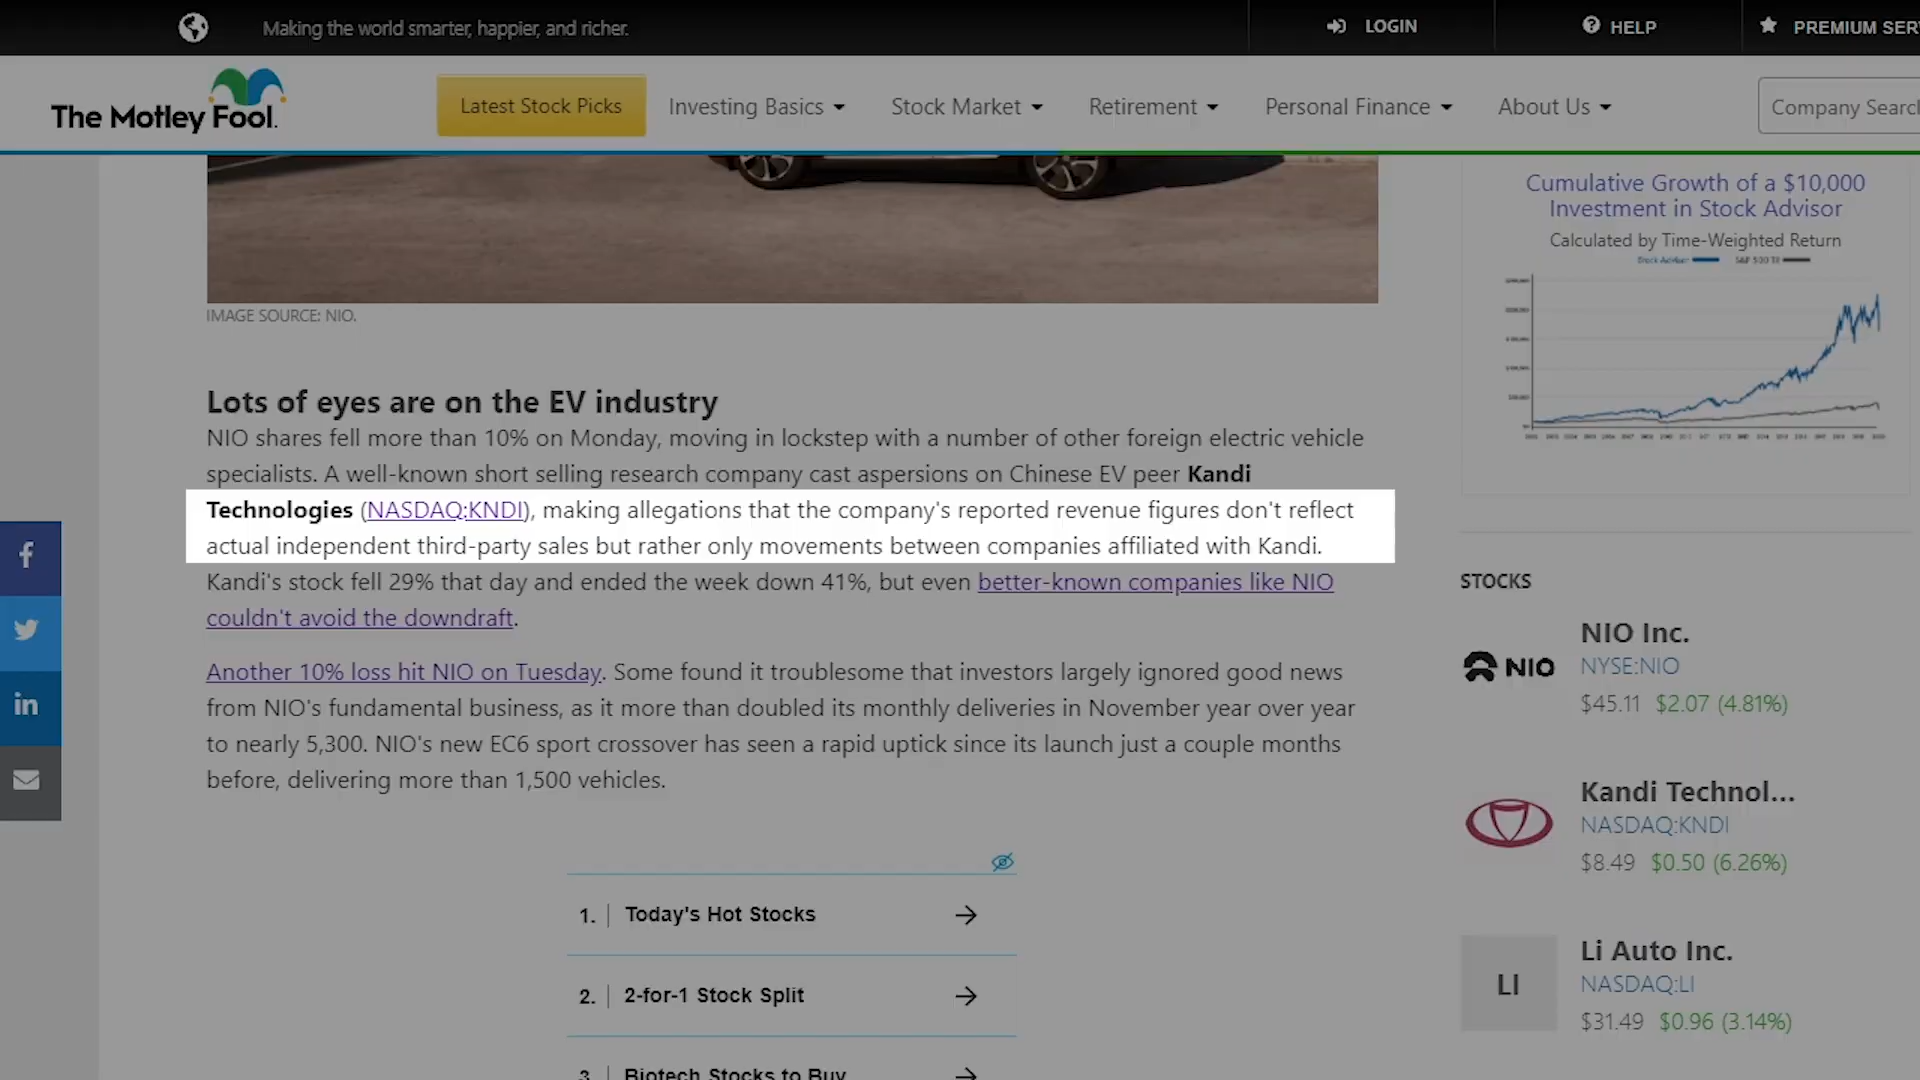 Making the world smarter, happier, and richer.
LOGIN
HELP
PREMIUM SER
The Motley Fool.
Latest Stock Picks
Investing Basics
Stock Market
Retirement
Personal Finance
About Us
Company Searc
Cumulative Growth of a $10,000
Investment in Stock Advisor
Calculated by Time-Weighted Return
Stock Advisor
S&P 500 TR
IMAGE SOURCE: NIO.
Lots of eyes are on the EV industry
NIO shares fell more than 10% on Monday, moving in lockstep with a number of other foreign electric vehicle
specialists. A well-known short selling research company cast aspersions on Chinese EV peer Kandi
Technologies (NASDAQ:KNDI), making allegations that the company's reported revenue figures don't reflect
actual independent third-party sales but rather only movements between companies affiliated with Kandi.
Kandi's stock fell 29% that day and ended the week down 41%, but even better-known companies like NIO
couldn't avoid the downdraft.
Another 10% loss hit NIO on Tuesday. Some found it troublesome that investors largely ignored good news
from NIO's fundamental business, as it more than doubled its monthly deliveries in November year over year
to nearly 5,300. NIO's new EC6 sport crossover has seen a rapid uptick since its launch just a couple months
before, delivering more than 1,500 vehicles.
1. Today's Hot Stocks
2. 2-for-1 Stock Split
3. Biotech Stocks to Buy
STOCKS
NIO
NIO Inc.
NYSE:NIO
$45.11 $2.07 (4.81%)
Kandi Technol...
NASDAQ:KNDI
$8.49 $0.50 (6.26%)
LI
Li Auto Inc.
NASDAQ:LI
$31.49 $0.96 (3.14%)